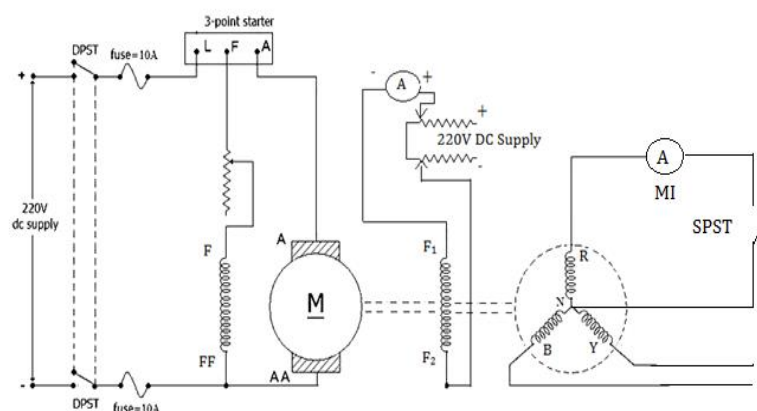 3-point starter
L F A
DPST
fuse=10A
+
220V
dc supply
-
DPST
fuse=10A
F
FF
A
M
AA
- A +
+
220V DC Supply
-
F1
F2
A
MI
SPST
R
N
B Y